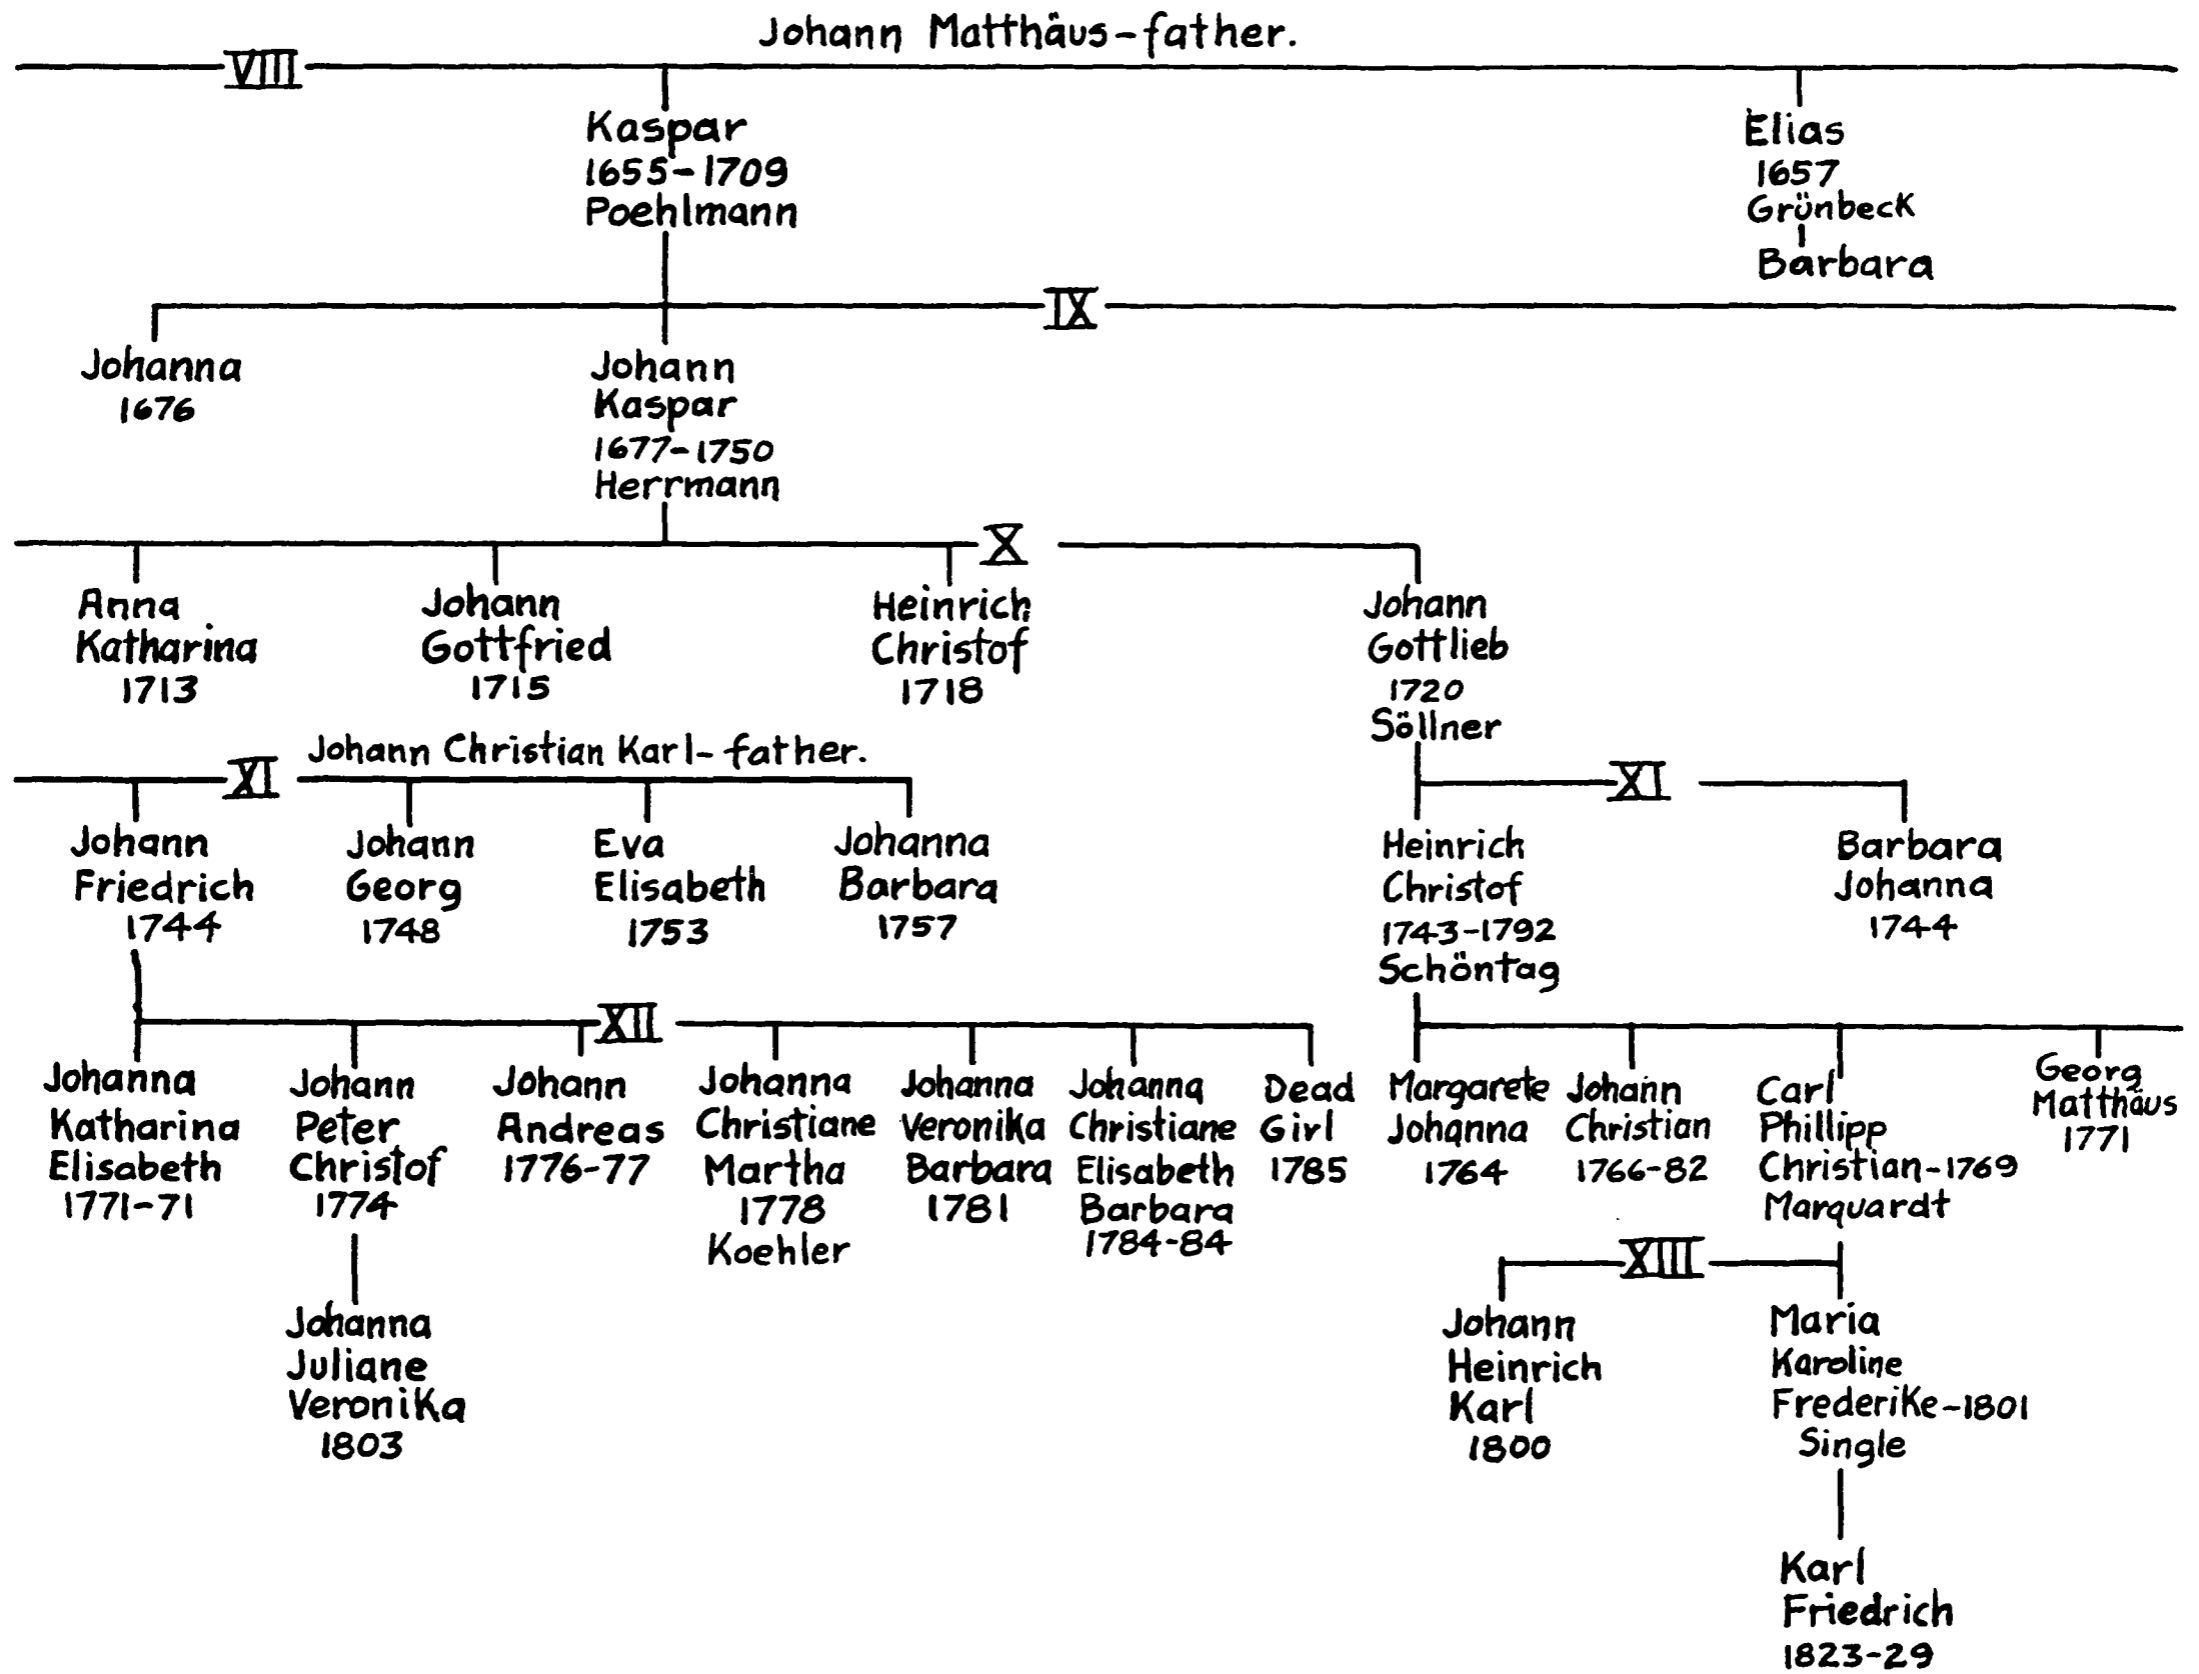 Johann Matthäus-father.
VIII
Kaspar
1655-1709
Poehlmann
Elias
1657
Grünbeck
Barbara
IX
Johanna
1676
Johann
Kaspar
1677-1750
Herrmann
X
Anna
Katharina
1713
Johann
Gottfried
1715
Heinrich
Christof
1718
Johann
Gottlieb
1720
Söllner
Johann Christian Karl-father.
XI
XI
Johann
Friedrich
1744
Johann
Georg
1748
Eva
Elisabeth
1753
Johanna
Barbara
1757
Heinrich
Christof
1743-1792
Schöntag
Barbara
Johanna
1744
XII
Johanna
Katharina
Elisabeth
1771-71
Johann
Peter
Christof
1774
Johann
Andreas
1776-77
Johanna
Christiane
Martha
1778
Koehler
Johanna
Veronika
Barbara
1781
Johanna
Christiane
Elisabeth
Barbara
1784-84
Dead
Girl
1785
Margarete
Johanna
1764
Johann
Christian
1766-82
Carl
Phillipp
Christian-1769
Marquardt
Georg
Matthäus
1771
XIII
Johanna
Juliane
Veronika
1803
Johann
Heinrich
Karl
1800
Maria
Karoline
Frederike-1801
Single
Karl
Friedrich
1823-29